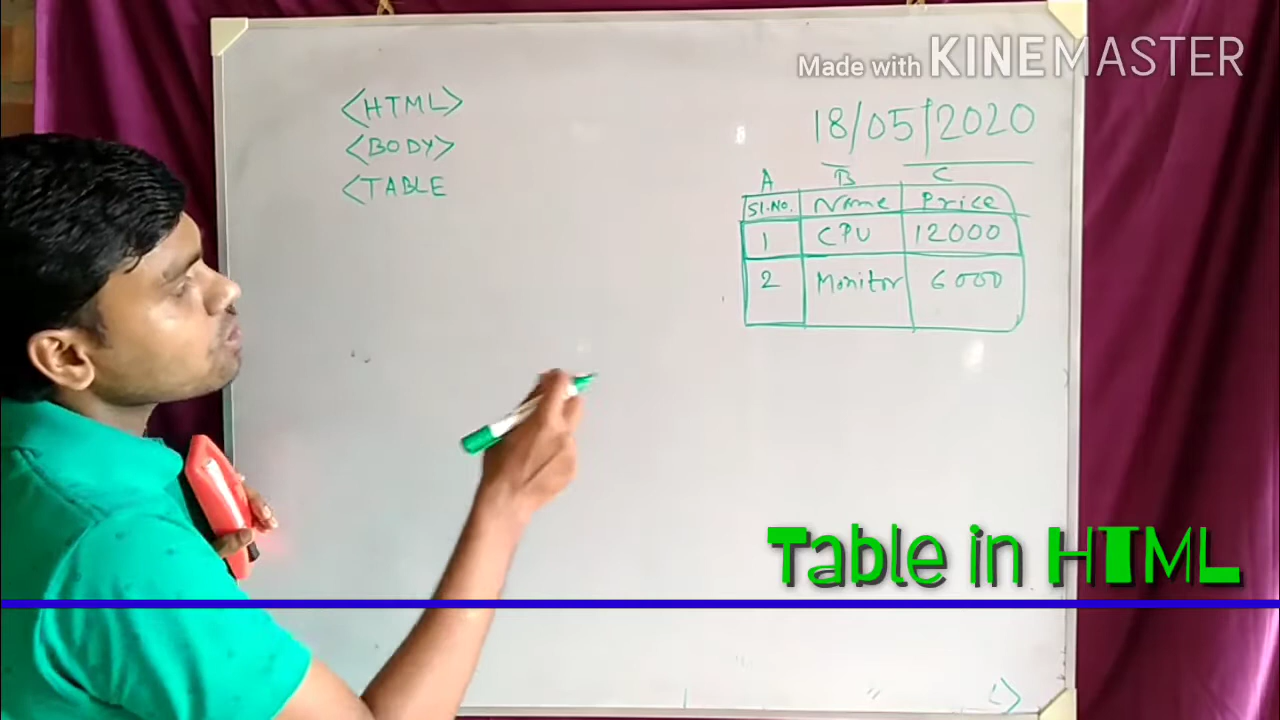 Made with KINEMASTER
<HTML>
<BODY>
<TABLE
18/05/2020
A B C
Sl.No. Name Price
1 CPU 12000
2 Monitor 6000
Table in HTML